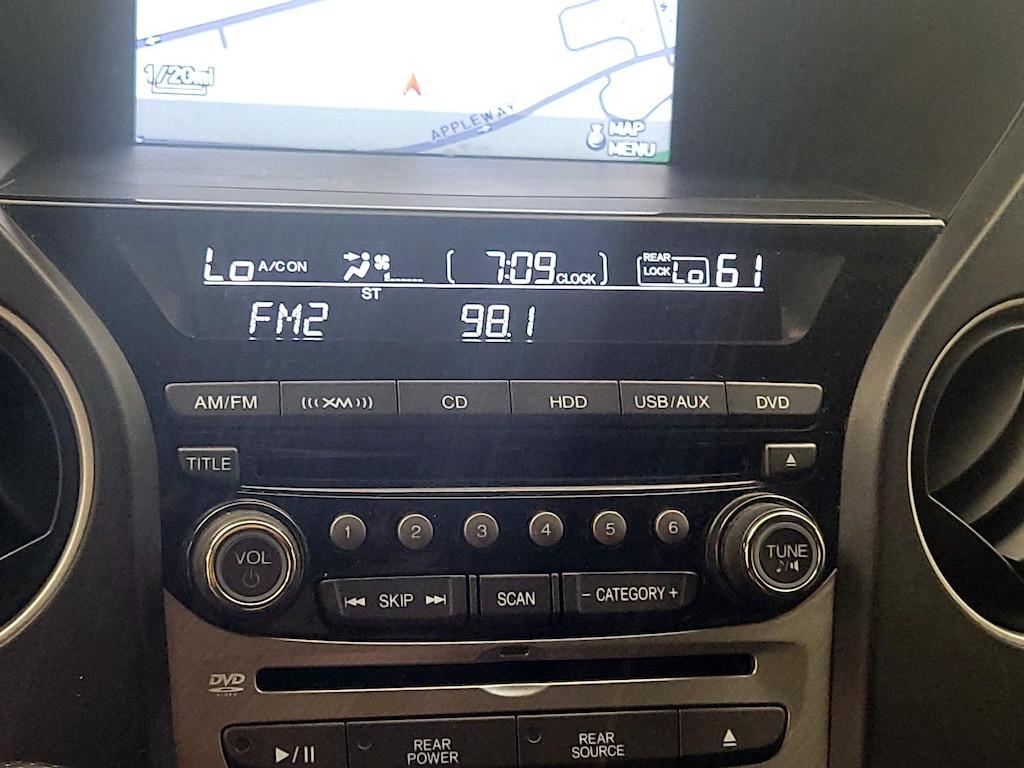 1/20mi
APPLEWAY
MAP
MENU
Lo A/C ON 7:09 CLOCK REAR LOCK Lo 61
ST
FM2 98.1
AM/FM XM CD HDD USB/AUX DVD
TITLE
1 2 3 4 5 6
VOL TUNE
SKIP SCAN - CATEGORY +
DVD
VIDEO
REAR POWER REAR SOURCE